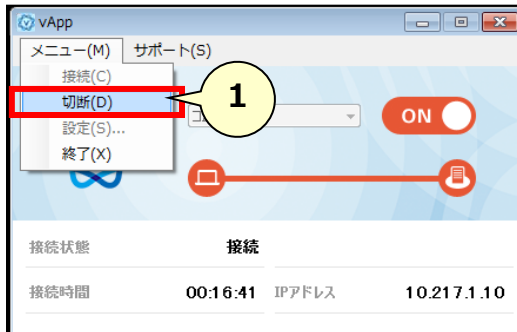 vApp
メニュー(M) サポート(S)
接続(C)
切断(D)
設定(S)...
終了(X)
1
ON
接続状態 接続
接続時間 00:16:41 IPアドレス 10.217.1.10